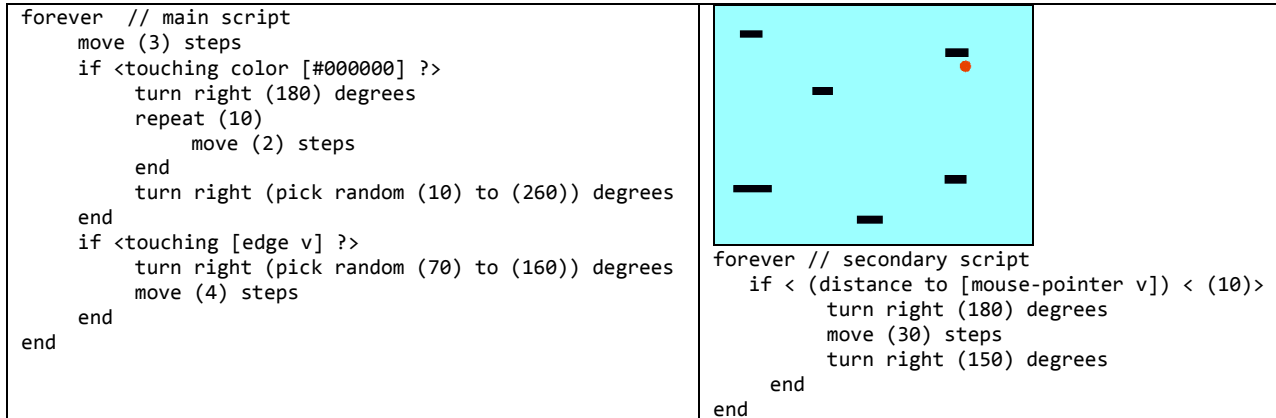 forever  // main script
     move (3) steps
     if <touching color [#000000] ?>
          turn right (180) degrees
          repeat (10)
               move (2) steps
          end
          turn right (pick random (10) to (260)) degrees
     end
     if <touching [edge v] ?>
          turn right (pick random (70) to (160)) degrees
          move (4) steps
     end
end
forever // secondary script
   if < (distance to [mouse-pointer v]) < (10)>
          turn right (180) degrees
          move (30) steps
          turn right (150) degrees
     end
end